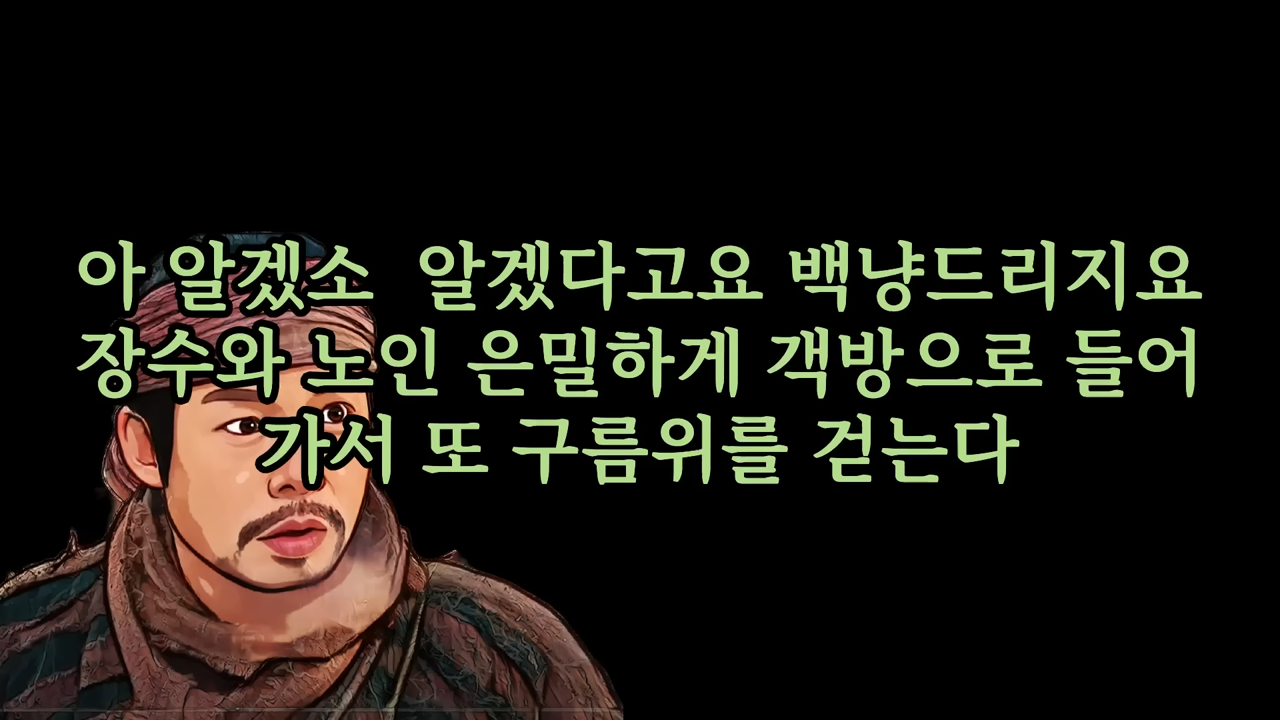 아 알겠소  알겠다고요 백냥드리지요
장수와 노인 은밀하게 객방으로 들어
가서 또 구름위를 걷는다